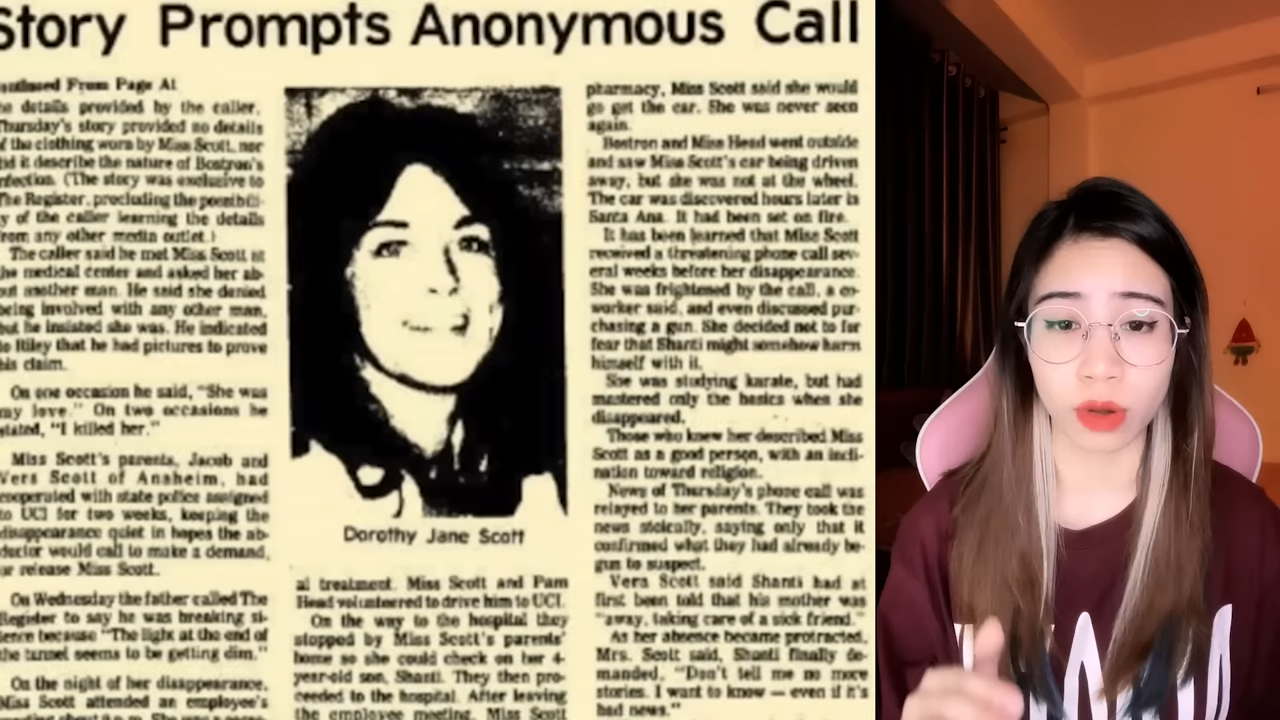 Story Prompts Anonymous Call
ontinued From Page A1
he details provided by the caller.
Thursday's story provided no details
f the clothing worn by Miss Scott, nor
id it describe the nature of Bostron's
nfection. (The story was exclusive to
The Register, precluding the possibili-
y of the caller learning the details
from any other media outlet.)
The caller said he met Miss Scott at
he medical center and asked her ab-
out another man. He said she denied
being involved with any other man,
but he insisted she was. He indicated
to Riley that he had pictures to prove
his claim.
On one occasion he said, "She was
my love." On two occasions he
stated, "I killed her."
Miss Scott's parents, Jacob and
Vera Scott of Anaheim, had
cooperated with state police assigned
to UCI for two weeks, keeping the
disappearance quiet in hopes the ab-
ductor would call to make a demand,
or release Miss Scott.
On Wednesday the father called The
Register to say he was breaking si-
lence because "The light at the end of
the tunnel seems to be getting dim."
On the night of her disappearance,
Miss Scott attended an employee's
Dorothy Jane Scott
al treatment. Miss Scott and Pam
Head volunteered to drive him to UCI.
On the way to the hospital they
stopped by Miss Scott's parents'
home so she could check on her 4-
year-old son, Shanti. They then pro-
ceeded to the hospital. After leaving
the employee meeting, Miss Scott
pharmacy, Miss Scott said she would
go get the car. She was never seen
again.
Bostron and Miss Head went outside
and saw Miss Scott's car being driven
away, but she was not at the wheel.
The car was discovered hours later in
Santa Ana. It had been set on fire.
It has been learned that Miss Scott
received a threatening phone call sev-
eral weeks before her disappearance.
She was frightened by the call, a co-
worker said, and even discussed pur-
chasing a gun. She decided not to for
fear that Shanti might somehow harm
himself with it.
She was studying karate, but had
mastered only the basics when she
disappeared.
Those who knew her described Miss
Scott as a good person, with an incli-
nation toward religion.
News of Thursday's phone call was
relayed to her parents. They took the
news stoically, saying only that it
confirmed what they had already be-
gun to suspect.
Vera Scott said Shanti had at
first been told that his mother was
"away, taking care of a sick friend."
As her absence became protracted,
Mrs. Scott said, Shanti finally de-
manded, "Don't tell me no more
stories. I want to know — even if it's
bad news."